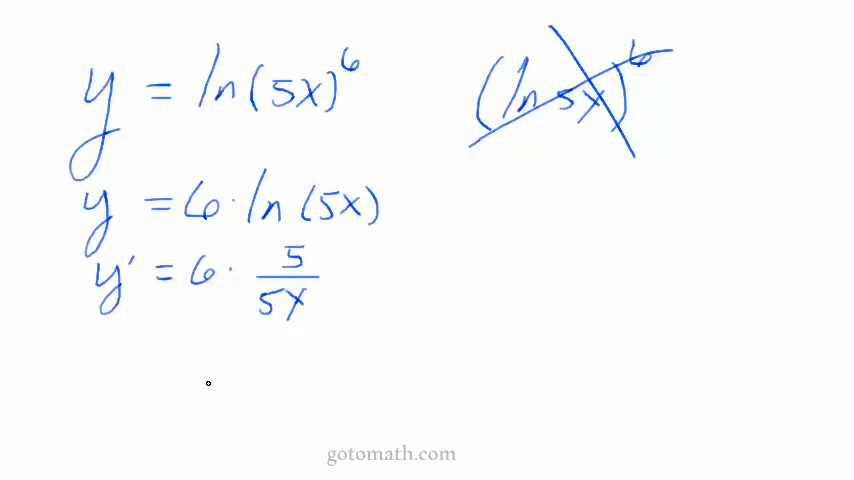 y = ln(5x)^6
(ln 5x)^6
y = 6 · ln(5x)
y' = 6 · 5/5x
gotomath.com